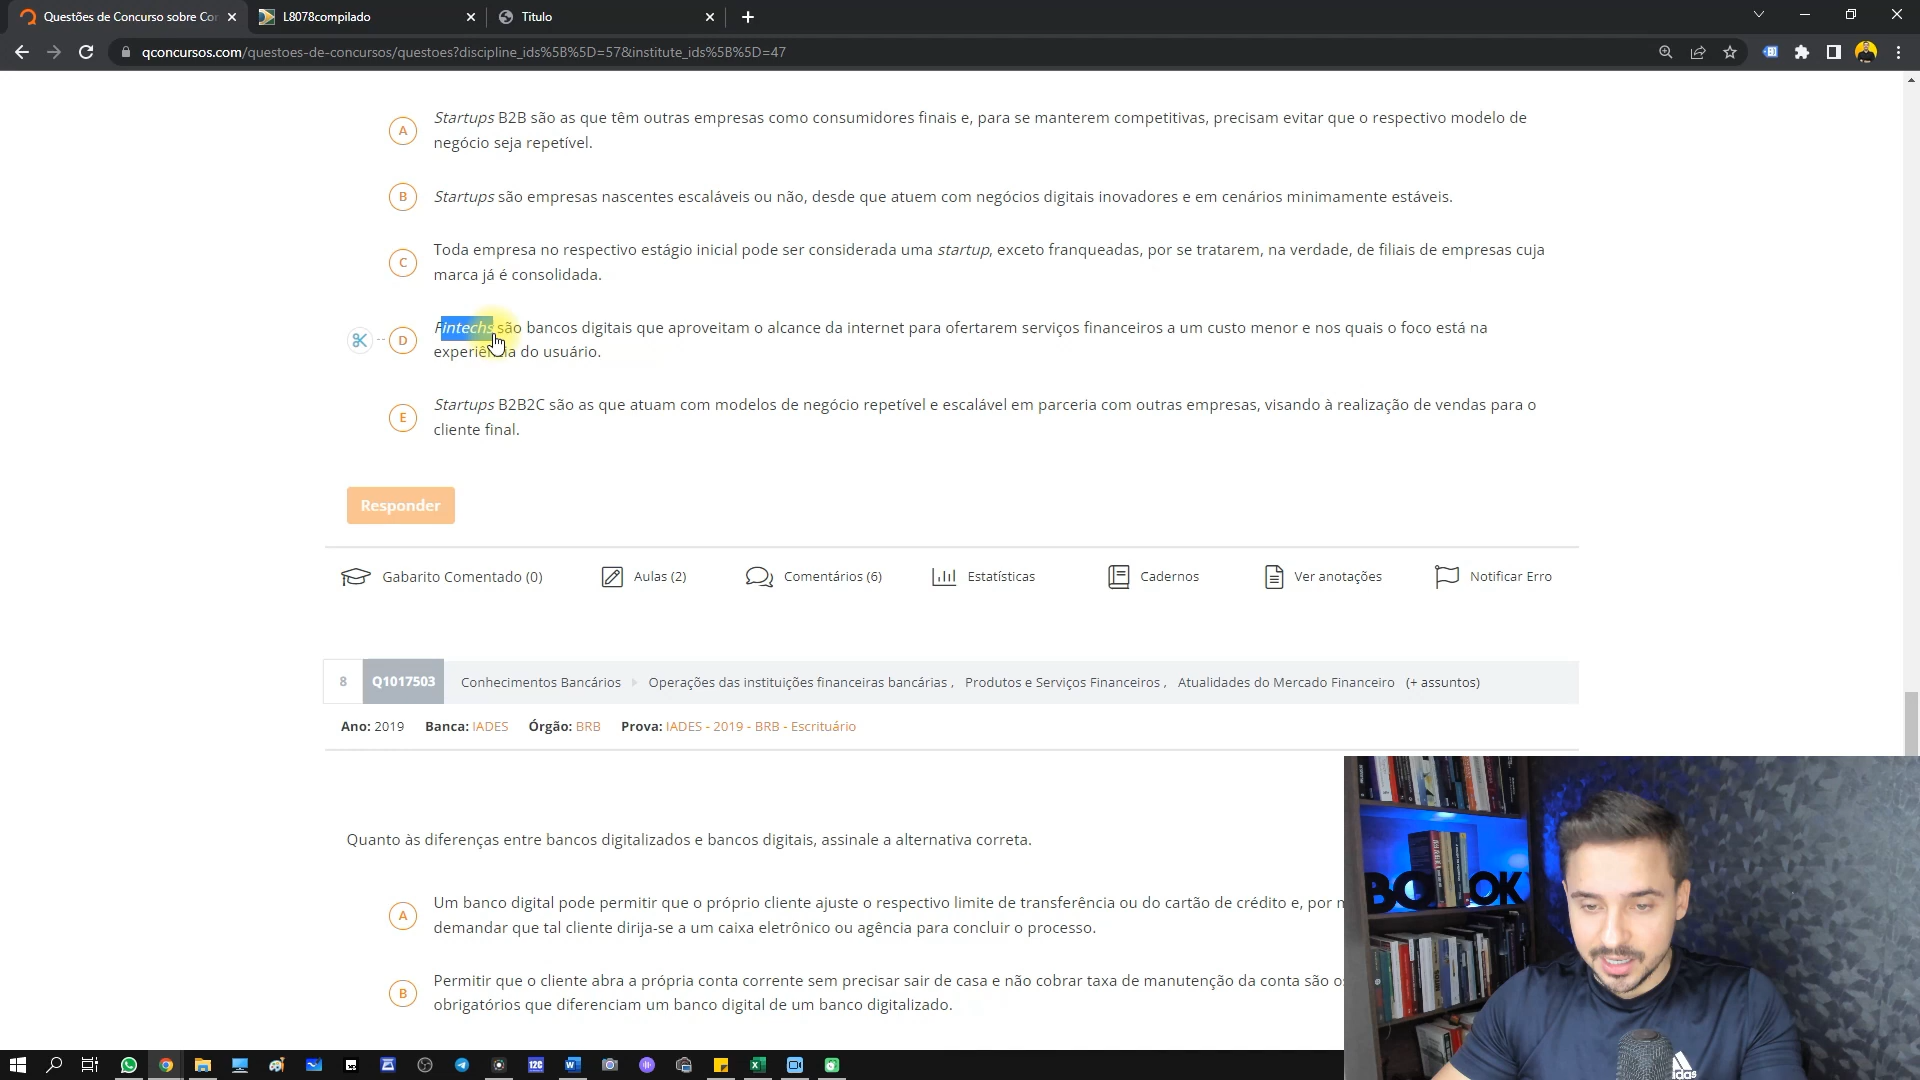 Questões de Concurso sobre Cor
L8078compilado
Titulo
qconcursos.com/questoes-de-concursos/questoes?discipline_ids%5B%5D=57&institute_ids%5B%5D=47
A
Startups B2B são as que têm outras empresas como consumidores finais e, para se manterem competitivas, precisam evitar que o respectivo modelo de
negócio seja repetível.
B
Startups são empresas nascentes escaláveis ou não, desde que atuem com negócios digitais inovadores e em cenários minimamente estáveis.
C
Toda empresa no respectivo estágio inicial pode ser considerada uma startup, exceto franqueadas, por se tratarem, na verdade, de filiais de empresas cuja
marca já é consolidada.
D
Fintechs são bancos digitais que aproveitam o alcance da internet para ofertarem serviços financeiros a um custo menor e nos quais o foco está na
experiência do usuário.
E
Startups B2B2C são as que atuam com modelos de negócio repetível e escalável em parceria com outras empresas, visando à realização de vendas para o
cliente final.
Responder
Gabarito Comentado (0) Aulas (2) Comentários (6) Estatísticas Cadernos Ver anotações Notificar Erro
8 Q1017503 Conhecimentos Bancários Operações das instituições financeiras bancárias , Produtos e Serviços Financeiros , Atualidades do Mercado Financeiro (+ assuntos)
Ano: 2019 Banca: IADES Órgão: BRB Prova: IADES - 2019 - BRB - Escrituário
Quanto às diferenças entre bancos digitalizados e bancos digitais, assinale a alternativa correta.
A
Um banco digital pode permitir que o próprio cliente ajuste o respectivo limite de transferência ou do cartão de crédito e, por
demandar que tal cliente dirija-se a um caixa eletrônico ou agência para concluir o processo.
B
Permitir que o cliente abra a própria conta corrente sem precisar sair de casa e não cobrar taxa de manutenção da conta são
obrigatórios que diferenciam um banco digital de um banco digitalizado.
BOOK
adidas
12C